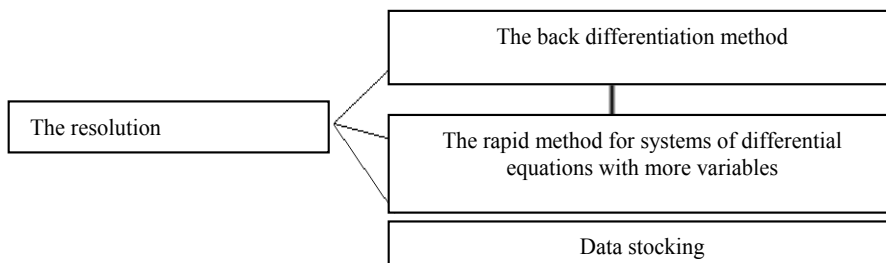 The back differentiation method
The resolution
The rapid method for systems of differential
equations with more variables
Data stocking